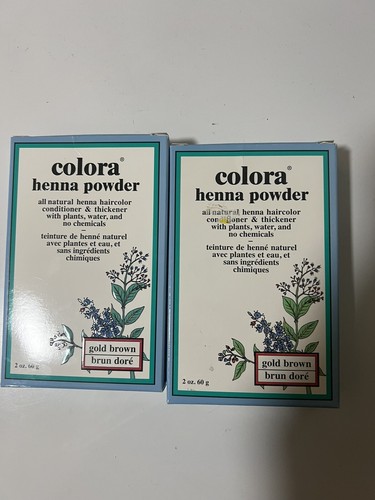 colora®
henna powder
all natural henna haircolor
conditioner & thickener
with plants, water, and
no chemicals
–
teinture de henné naturel
avec plantes et eau, et
sans ingrédients
chimiques
gold brown
brun doré
2 oz. 60 g
colora®
henna powder
all natural henna haircolor
conditioner & thickener
with plants, water, and
no chemicals
–
teinture de henné naturel
avec plantes et eau, et
sans ingrédients
chimiques
gold brown
brun doré
2 oz. 60 g